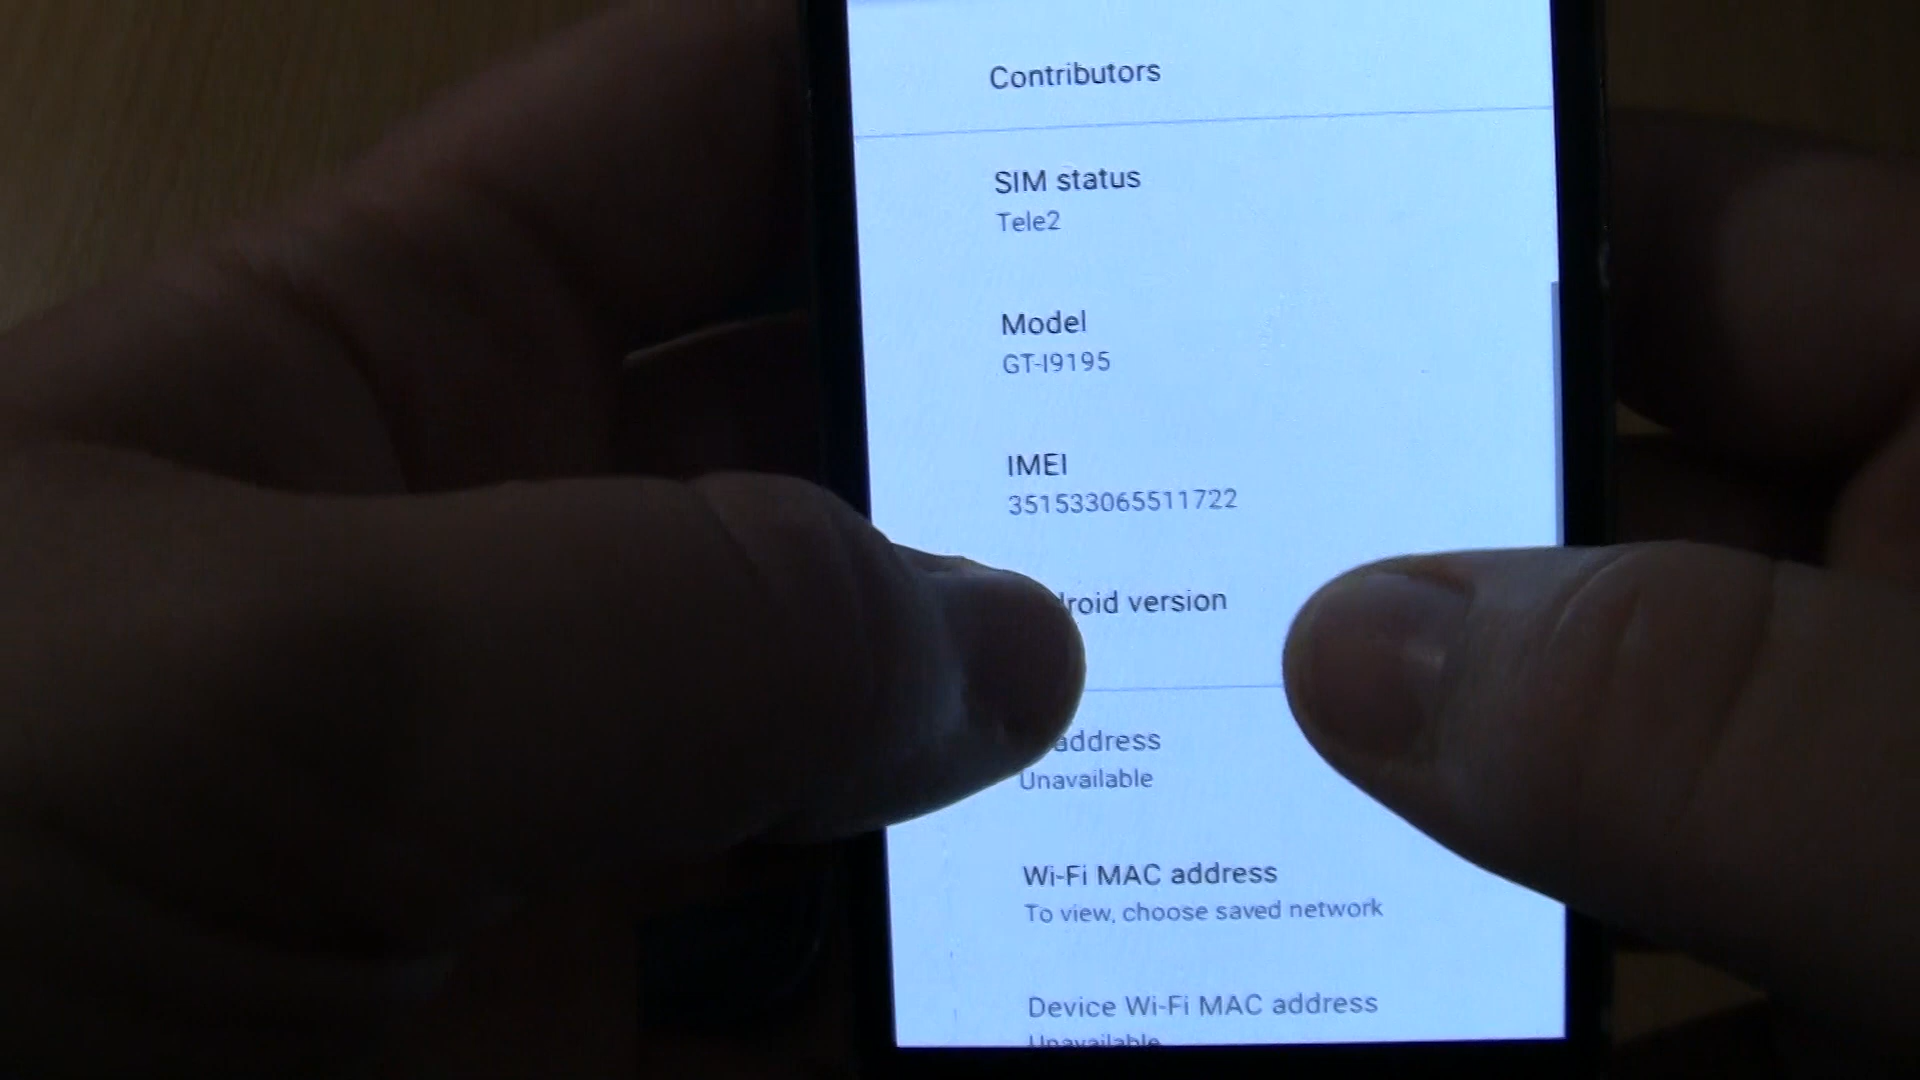 Contributors
SIM status
Tele2
Model
GT-I9195
IMEI
351533065511722
version
address
Unavailable
Wi-Fi MAC address
To view, choose saved network
Device Wi-Fi MAC address
Unavailable